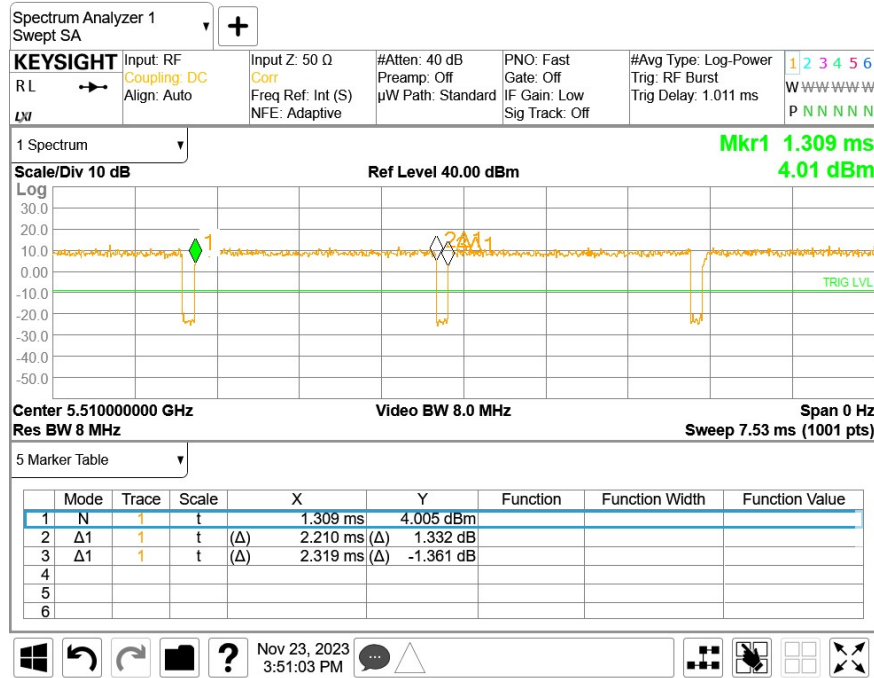 Spectrum Analyzer 1
Swept SA
KEYSIGHT
R L
LXI
Input: RF
Coupling: DC
Align: Auto
Input Z: 50 Ω
Corr
Freq Ref: Int (S)
NFE: Adaptive
#Atten: 40 dB
Preamp: Off
µW Path: Standard
PNO: Fast
Gate: Off
IF Gain: Low
Sig Track: Off
#Avg Type: Log-Power
Trig: RF Burst
Trig Delay: 1.011 ms
1 2 3 4 5 6
W W W W W W
P N N N N N
1 Spectrum
Mkr1 1.309 ms
4.01 dBm
Scale/Div 10 dB
Ref Level 40.00 dBm
Log
30.0
20.0
10.0
0.00
-10.0
-20.0
-30.0
-40.0
-50.0
1
TRIG LVL
Center 5.510000000 GHz
Video BW 8.0 MHz
Span 0 Hz
Res BW 8 MHz
Sweep 7.53 ms (1001 pts)
5 Marker Table
Mode Trace Scale X Y Function Function Width Function Value
1 N 1 t 1.309 ms 4.005 dBm
2 Δ1 1 t (Δ) 2.210 ms (Δ) 1.332 dB
3 Δ1 1 t (Δ) 2.319 ms (Δ) -1.361 dB
4
5
6
?
Nov 23, 2023
3:51:03 PM